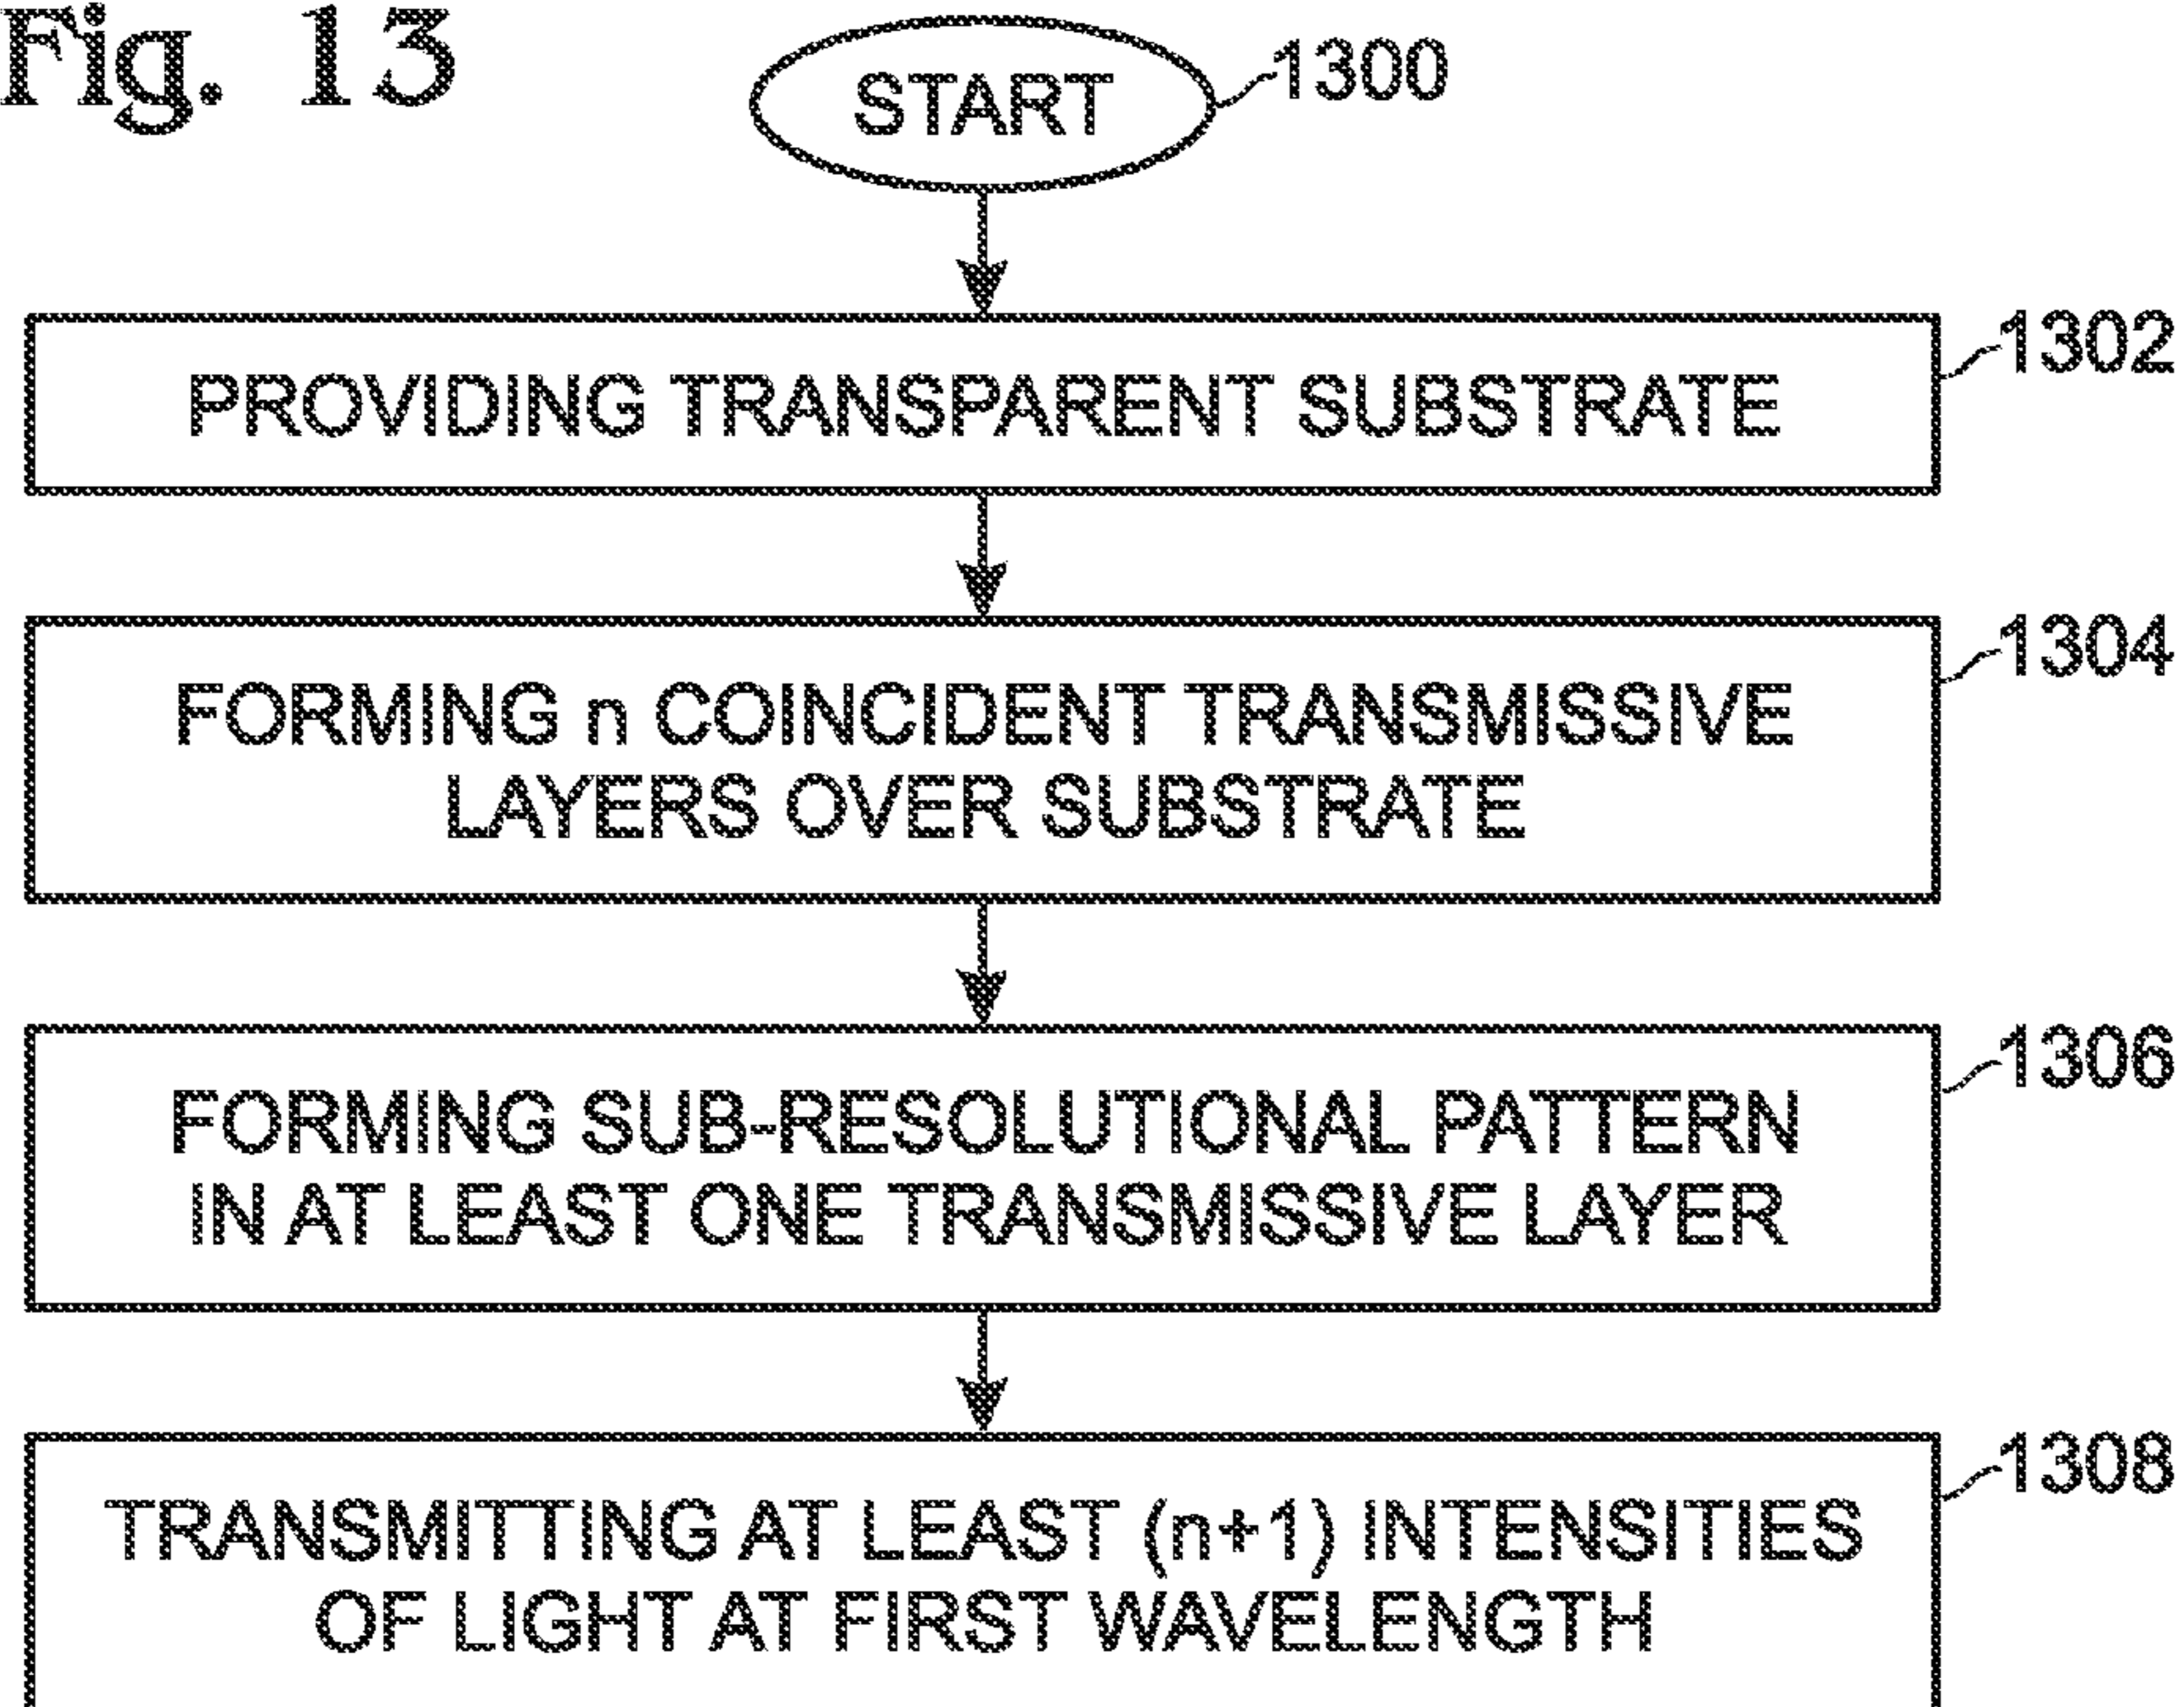 Fig. 13
START
1300
PROVIDING TRANSPARENT SUBSTRATE
1302
FORMING n COINCIDENT TRANSMISSIVE
LAYERS OVER SUBSTRATE
1304
FORMING SUB-RESOLUTIONAL PATTERN
IN AT LEAST ONE TRANSMISSIVE LAYER
1306
TRANSMITTING AT LEAST (n+1) INTENSITIES
OF LIGHT AT FIRST WAVELENGTH
1308